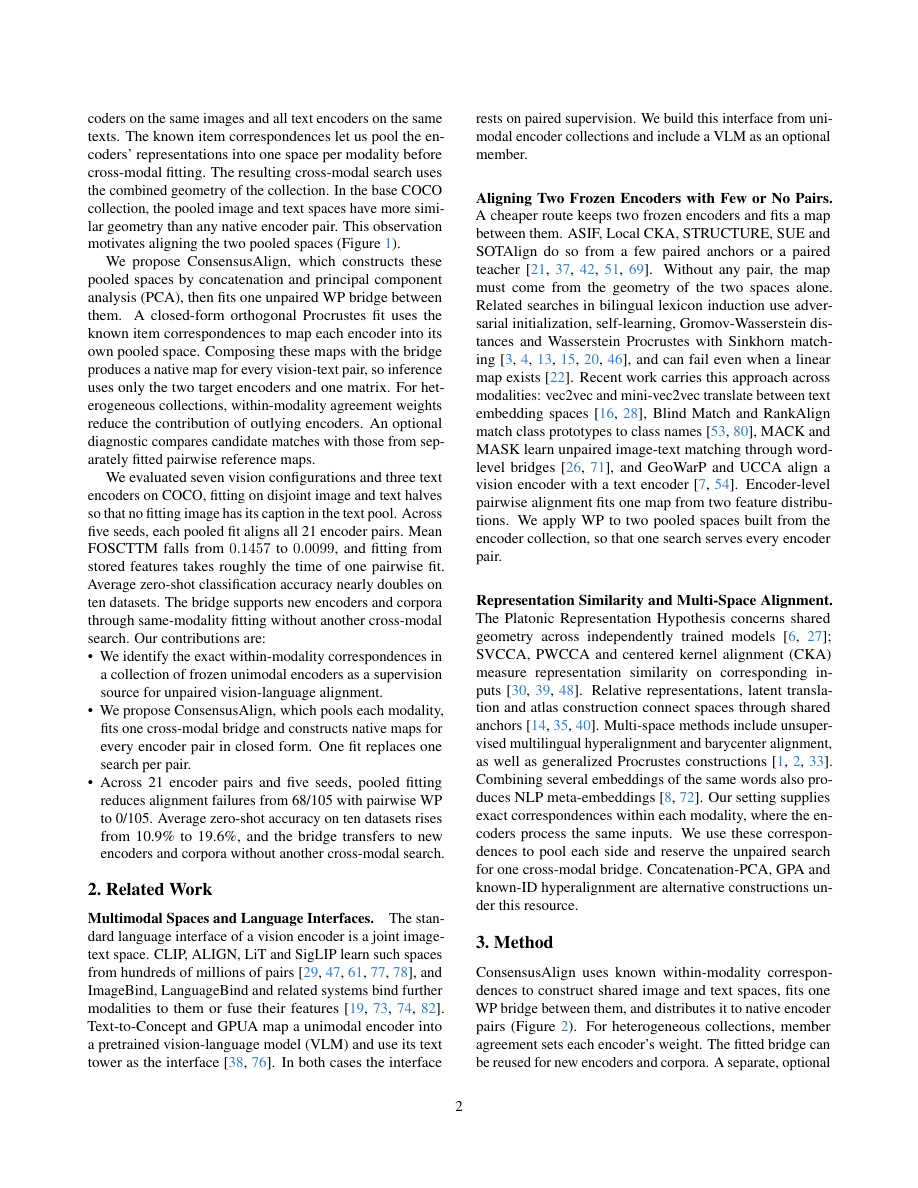 coders on the same images and all text encoders on the same
texts. The known item correspondences let us pool the en-
coders’ representations into one space per modality before
cross-modal fitting. The resulting cross-modal search uses
the combined geometry of the collection. In the base COCO
collection, the pooled image and text spaces have more simi-
lar geometry than any native encoder pair. This observation
motivates aligning the two pooled spaces (Figure 1).
We propose ConsensusAlign, which constructs these
pooled spaces by concatenation and principal component
analysis (PCA), then fits one unpaired WP bridge between
them. A closed-form orthogonal Procrustes fit uses the
known item correspondences to map each encoder into its
own pooled space. Composing these maps with the bridge
produces a native map for every vision-text pair, so inference
uses only the two target encoders and one matrix. For het-
erogeneous collections, within-modality agreement weights
reduce the contribution of outlying encoders. An optional
diagnostic compares candidate matches with those from sep-
arately fitted pairwise reference maps.
We evaluated seven vision configurations and three text
encoders on COCO, fitting on disjoint image and text halves
so that no fitting image has its caption in the text pool. Across
five seeds, each pooled fit aligns all 21 encoder pairs. Mean
FOSCTTM falls from 0.1457 to 0.0099, and fitting from
stored features takes roughly the time of one pairwise fit.
Average zero-shot classification accuracy nearly doubles on
ten datasets. The bridge supports new encoders and corpora
through same-modality fitting without another cross-modal
search. Our contributions are:
• We identify the exact within-modality correspondences in
a collection of frozen unimodal encoders as a supervision
source for unpaired vision-language alignment.
• We propose ConsensusAlign, which pools each modality,
fits one cross-modal bridge and constructs native maps for
every encoder pair in closed form. One fit replaces one
search per pair.
• Across 21 encoder pairs and five seeds, pooled fitting
reduces alignment failures from 68/105 with pairwise WP
to 0/105. Average zero-shot accuracy on ten datasets rises
from 10.9% to 19.6%, and the bridge transfers to new
encoders and corpora without another cross-modal search.
2. Related Work
Multimodal Spaces and Language Interfaces. The stan-
dard language interface of a vision encoder is a joint image-
text space. CLIP, ALIGN, LiT and SigLIP learn such spaces
from hundreds of millions of pairs [29, 47, 61, 77, 78], and
ImageBind, LanguageBind and related systems bind further
modalities to them or fuse their features [19, 73, 74, 82].
Text-to-Concept and GPUA map a unimodal encoder into
a pretrained vision-language model (VLM) and use its text
tower as the interface [38, 76]. In both cases the interface
rests on paired supervision. We build this interface from uni-
modal encoder collections and include a VLM as an optional
member.
Aligning Two Frozen Encoders with Few or No Pairs.
A cheaper route keeps two frozen encoders and fits a map
between them. ASIF, Local CKA, STRUCTURE, SUE and
SOTAlign do so from a few paired anchors or a paired
teacher [21, 37, 42, 51, 69]. Without any pair, the map
must come from the geometry of the two spaces alone.
Related searches in bilingual lexicon induction use adver-
sarial initialization, self-learning, Gromov-Wasserstein dis-
tances and Wasserstein Procrustes with Sinkhorn match-
ing [3, 4, 13, 15, 20, 46], and can fail even when a linear
map exists [22]. Recent work carries this approach across
modalities: vec2vec and mini-vec2vec translate between text
embedding spaces [16, 28], Blind Match and RankAlign
match class prototypes to class names [53, 80], MACK and
MASK learn unpaired image-text matching through word-
level bridges [26, 71], and GeoWarP and UCCA align a
vision encoder with a text encoder [7, 54]. Encoder-level
pairwise alignment fits one map from two feature distribu-
tions. We apply WP to two pooled spaces built from the
encoder collection, so that one search serves every encoder
pair.
Representation Similarity and Multi-Space Alignment.
The Platonic Representation Hypothesis concerns shared
geometry across independently trained models [6, 27];
SVCCA, PWCCA and centered kernel alignment (CKA)
measure representation similarity on corresponding in-
puts [30, 39, 48]. Relative representations, latent transla-
tion and atlas construction connect spaces through shared
anchors [14, 35, 40]. Multi-space methods include unsuper-
vised multilingual hyperalignment and barycenter alignment,
as well as generalized Procrustes constructions [1, 2, 33].
Combining several embeddings of the same words also pro-
duces NLP meta-embeddings [8, 72]. Our setting supplies
exact correspondences within each modality, where the en-
coders process the same inputs. We use these correspon-
dences to pool each side and reserve the unpaired search
for one cross-modal bridge. Concatenation-PCA, GPA and
known-ID hyperalignment are alternative constructions un-
der this resource.
3. Method
ConsensusAlign uses known within-modality correspon-
dences to construct shared image and text spaces, fits one
WP bridge between them, and distributes it to native encoder
pairs (Figure 2). For heterogeneous collections, member
agreement sets each encoder’s weight. The fitted bridge can
be reused for new encoders and corpora. A separate, optional
2